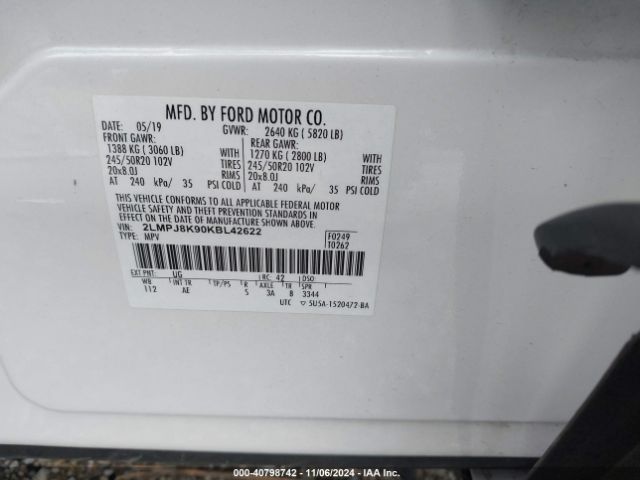 MFD. BY FORD MOTOR CO.
DATE: 05/19 GVWR: 2640 KG ( 5820 LB)
FRONT GAWR: REAR GAWR:
1388 KG ( 3060 LB) WITH 1270 KG ( 2800 LB) WITH
245/50R20 102V TIRES 245/50R20 102V TIRES
20x8.0J RIMS 20x8.0J RIMS
AT 240 kPa/ 35 PSI COLD AT 240 kPa/ 35 PSI COLD
THIS VEHICLE CONFORMS TO ALL APPLICABLE FEDERAL MOTOR
VEHICLE SAFETY AND THEFT PREVENTION STANDARDS IN
EFFECT ON THE DATE OF MANUFACTURE SHOWN ABOVE.
VIN: 2LMPJ8K90KBL42622 F0249
TYPE: MPV T0262
EXT PNT: UG RC: 42 DSO:
WB INT TR TP/PS R AXLE TR SPR
112 AE 5 3A 8 3344
UTC ▽ 5U5A-1520472-BA
© 40798742 - 11/06/2024 - IAA Inc.